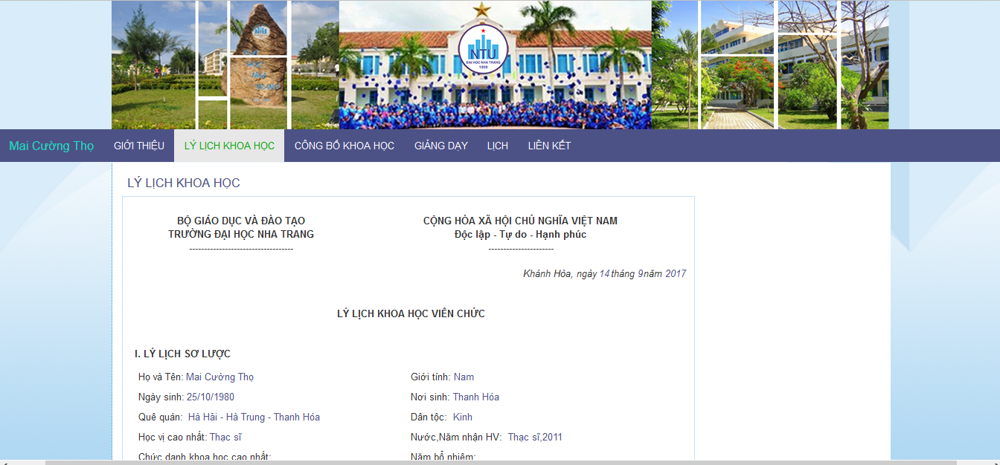 NTU
NTU
ĐẠI HỌC NHA TRANG
1959
Mai Cường Thọ GIỚI THIỆU LÝ LỊCH KHOA HỌC CÔNG BỐ KHOA HỌC GIẢNG DẠY LỊCH LIÊN KẾT
LÝ LỊCH KHOA HỌC
BỘ GIÁO DỤC VÀ ĐÀO TẠO
TRƯỜNG ĐẠI HỌC NHA TRANG
-----------------------------------
CỘNG HÒA XÃ HỘI CHỦ NGHĨA VIỆT NAM
Độc lập - Tự do - Hạnh phúc
----------------------
Khánh Hòa, ngày 14 tháng 9 năm 2017
LÝ LỊCH KHOA HỌC VIÊN CHỨC
I. LÝ LỊCH SƠ LƯỢC
Họ và Tên: Mai Cường Thọ Giới tính: Nam
Ngày sinh: 25/10/1980 Nơi sinh: Thanh Hóa
Quê quán: Hà Hải - Hà Trung - Thanh Hóa Dân tộc: Kinh
Học vị cao nhất: Thạc sĩ Nước,Năm nhận HV: Thạc sĩ,2011
Chức danh khoa học cao nhất: Năm bổ nhiệm: